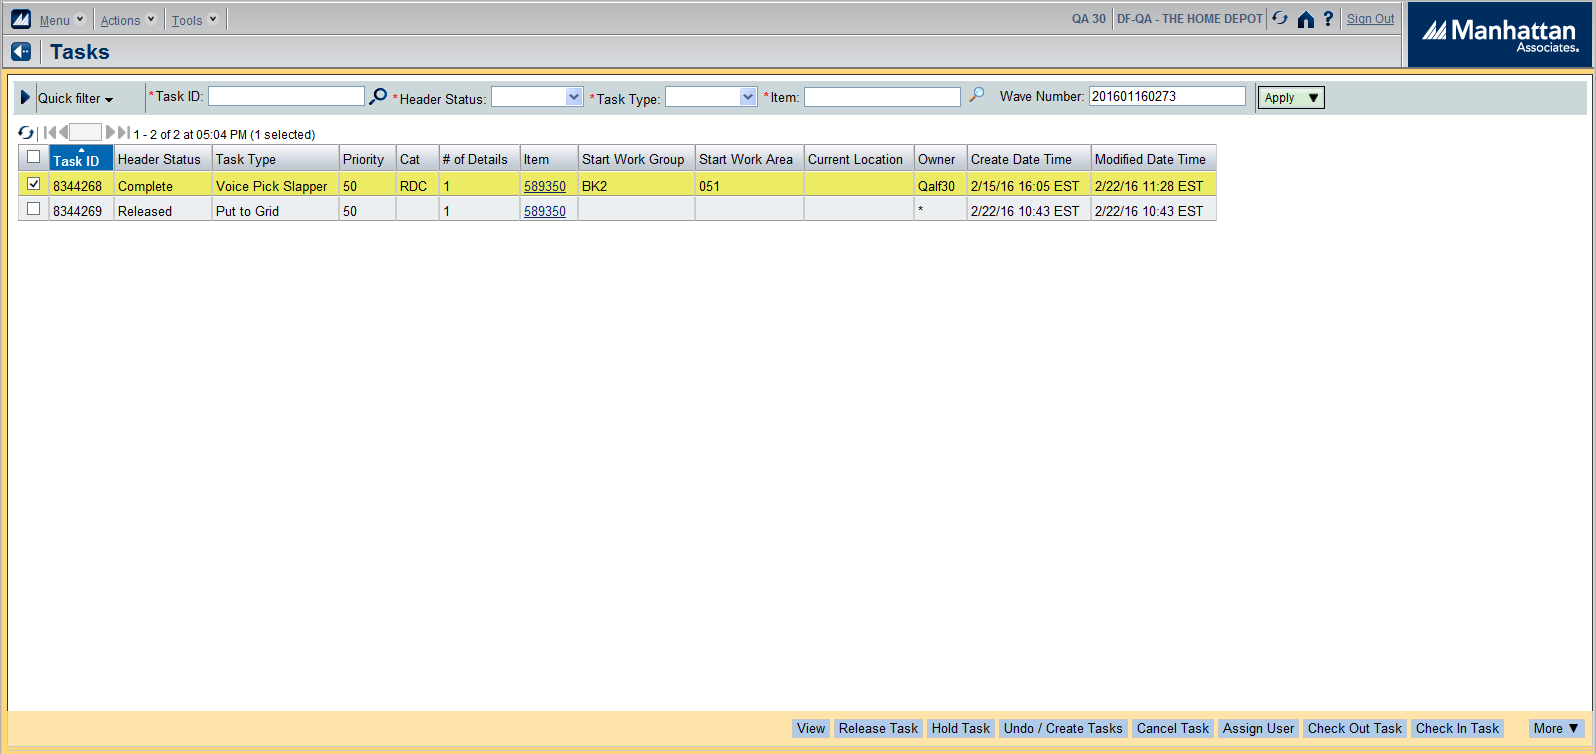 Menu Actions Tools QA 30 DF-QA - THE HOME DEPOT ? Sign Out
Manhattan
Associates.
Tasks
Quick filter *Task ID: *Header Status: *Task Type: *Item: Wave Number: 201601160273 Apply ▼
1 - 2 of 2 at 05:04 PM (1 selected)
Task ID Header Status Task Type Priority Cat # of Details Item Start Work Group Start Work Area Current Location Owner Create Date Time Modified Date Time
8344268 Complete Voice Pick Slapper 50 RDC 1 589350 BK2 051 Qalf30 2/15/16 16:05 EST 2/22/16 11:28 EST
8344269 Released Put to Grid 50 1 589350 * 2/22/16 10:43 EST 2/22/16 10:43 EST
View Release Task Hold Task Undo / Create Tasks Cancel Task Assign User Check Out Task Check In Task More ▼